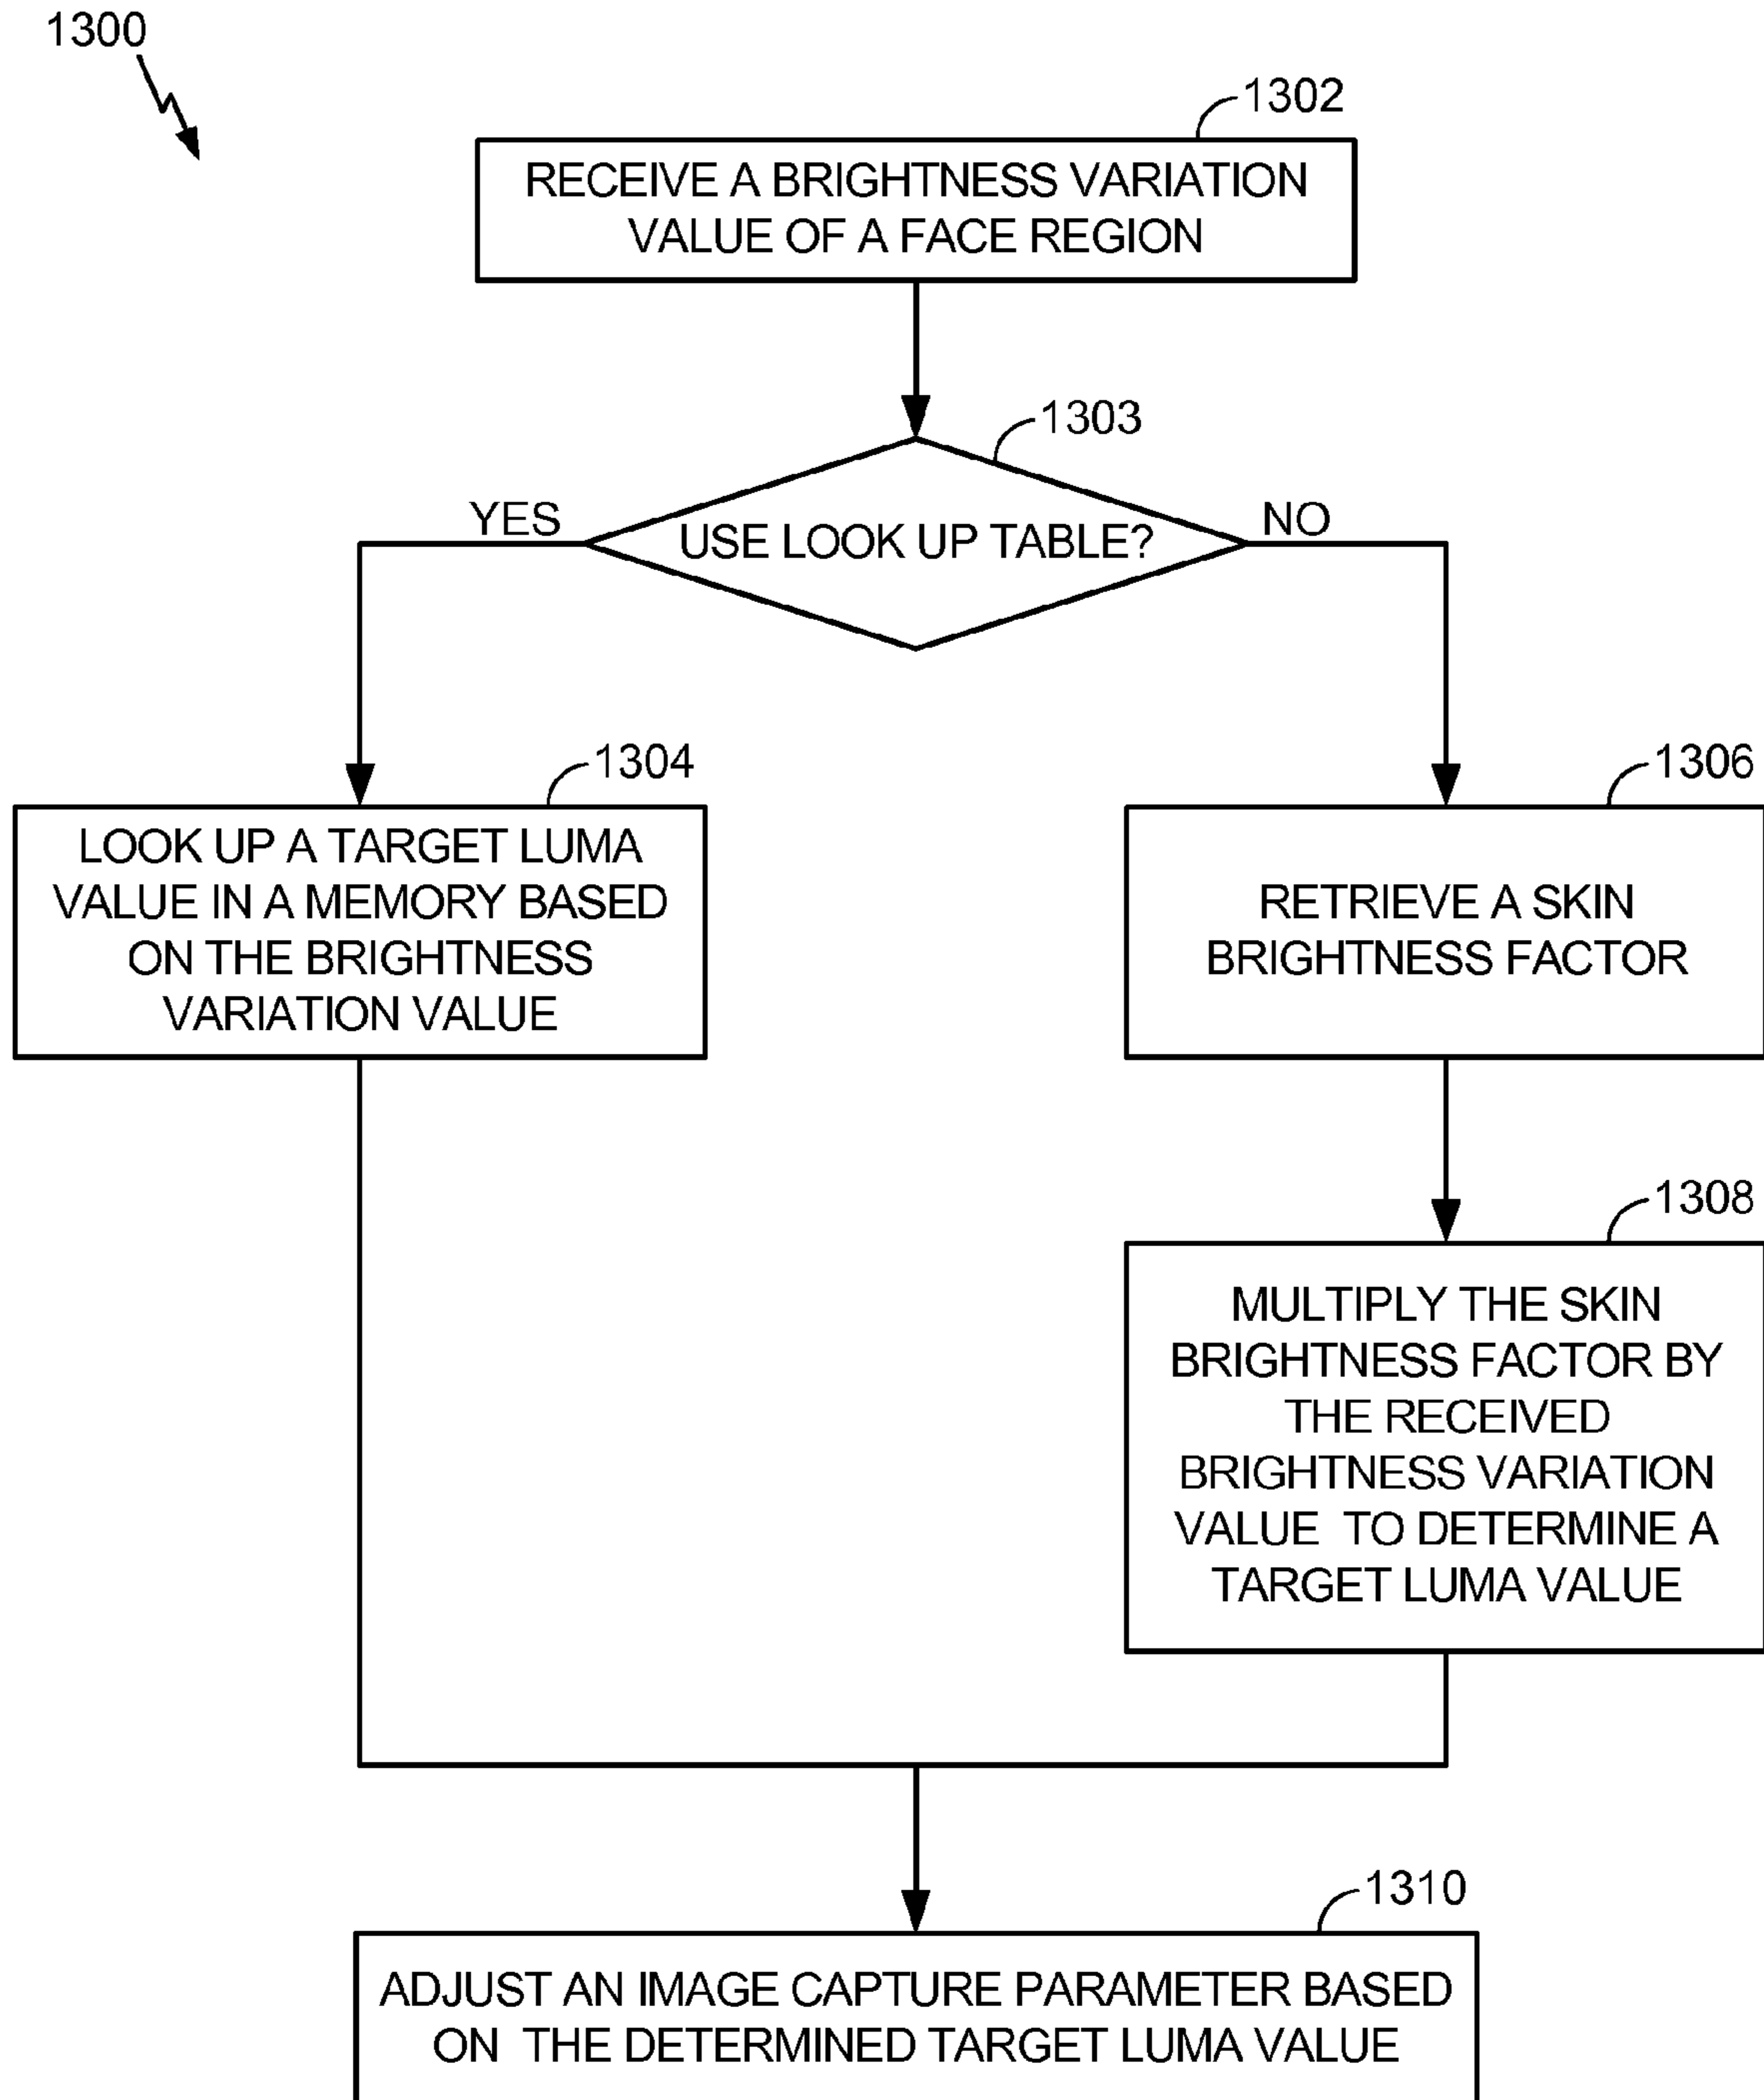 1300
1302
RECEIVE A BRIGHTNESS VARIATION
VALUE OF A FACE REGION
1303
YES
USE LOOK UP TABLE?
NO
1304
LOOK UP A TARGET LUMA
VALUE IN A MEMORY BASED
ON THE BRIGHTNESS
VARIATION VALUE
1306
RETRIEVE A SKIN
BRIGHTNESS FACTOR
1308
MULTIPLY THE SKIN
BRIGHTNESS FACTOR BY
THE RECEIVED
BRIGHTNESS VARIATION
VALUE TO DETERMINE A
TARGET LUMA VALUE
1310
ADJUST AN IMAGE CAPTURE PARAMETER BASED
ON THE DETERMINED TARGET LUMA VALUE